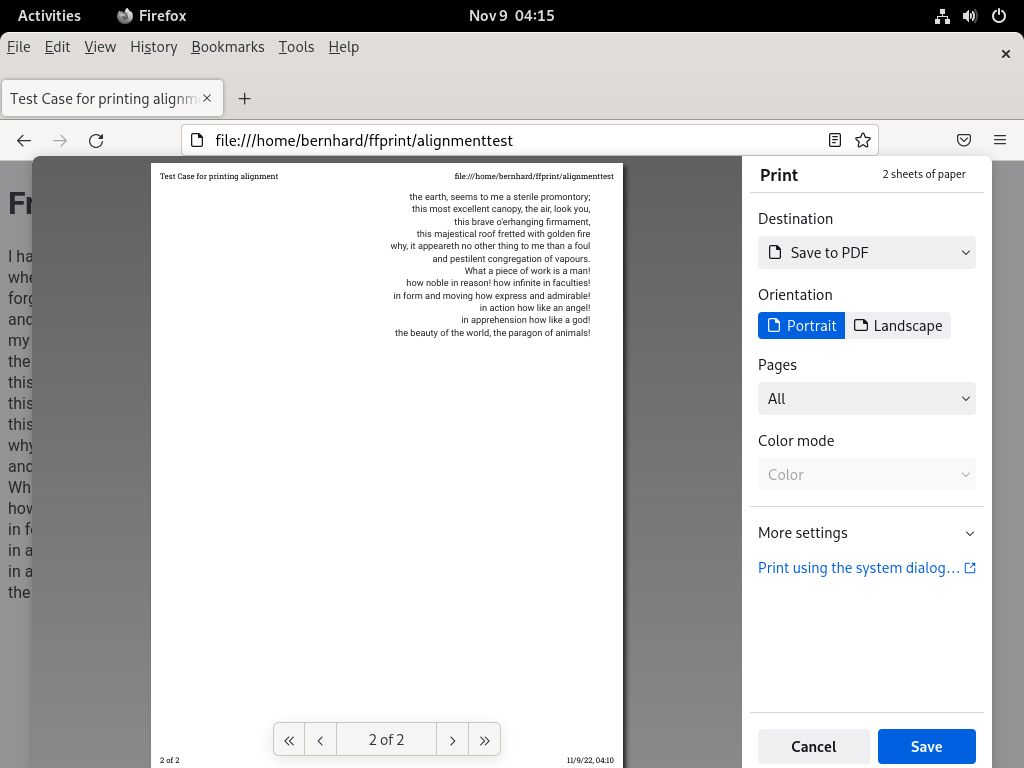 Activities Firefox Nov 9 04:15
File Edit View History Bookmarks Tools Help
Test Case for printing alignm
file:///home/bernhard/ffprint/alignmenttest
Test Case for printing alignment file:///home/bernhard/ffprint/alignmenttest
the earth, seems to me a sterile promontory;
this most excellent canopy, the air, look you,
this brave o'erhanging firmament,
this majestical roof fretted with golden fire
why, it appeareth no other thing to me than a foul
and pestilent congregation of vapours.
What a piece of work is a man!
how noble in reason! how infinite in faculties!
in form and moving how express and admirable!
in action how like an angel!
in apprehension how like a god!
the beauty of the world, the paragon of animals!
2 of 2
2 of 2 11/9/22, 04:10
Print 2 sheets of paper
Destination
Save to PDF
Orientation
Portrait Landscape
Pages
All
Color mode
Color
More settings
Print using the system dialog…
Cancel Save
I ha
whe
forg
and
my
the
this
this
this
why
and
Wh
how
in f
in a
in a
the